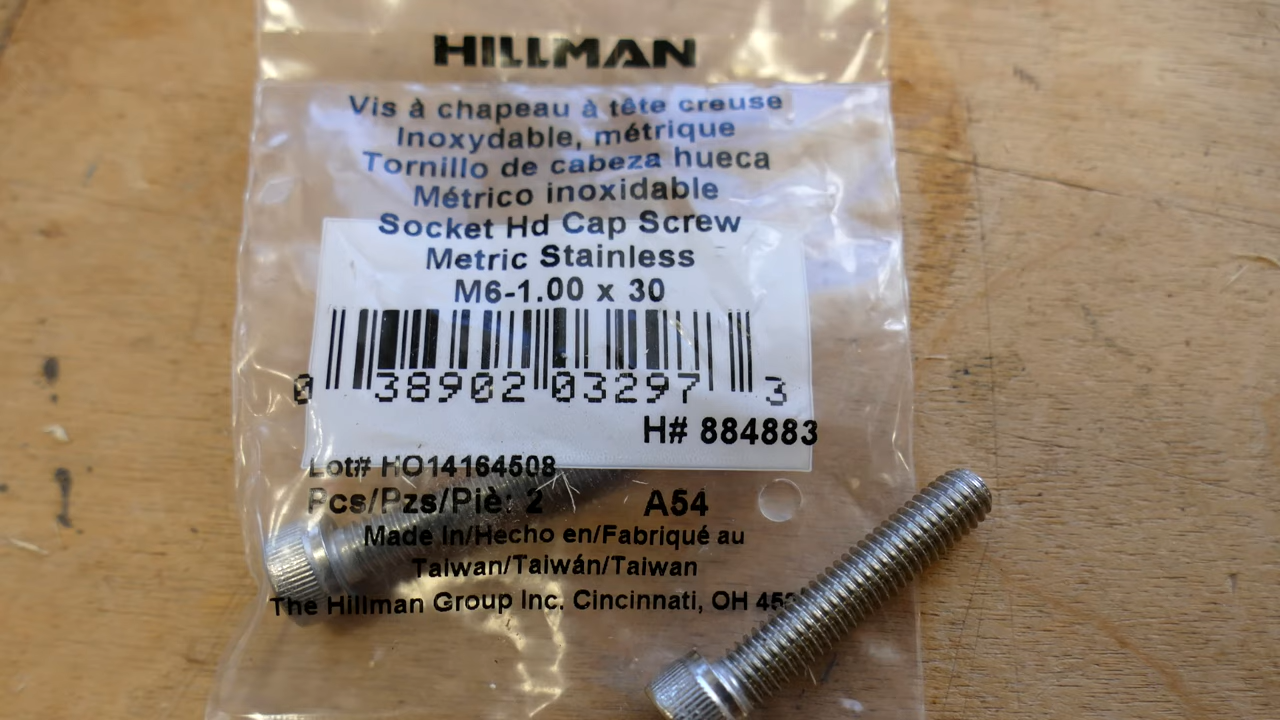 HILLMAN
Vis à chapeau à tête creuse
Inoxydable, métrique
Tornillo de cabeza hueca
Métrico inoxidable
Socket Hd Cap Screw
Metric Stainless
M6-1.00 x 30
0 38902 03297 3
H# 884883
Lot# HO14164508
Pcs/Pzs/Piè: 2 A54
Made In/Hecho en/Fabriqué au
Taiwan/Taiwán/Taiwan
The Hillman Group Inc. Cincinnati, OH